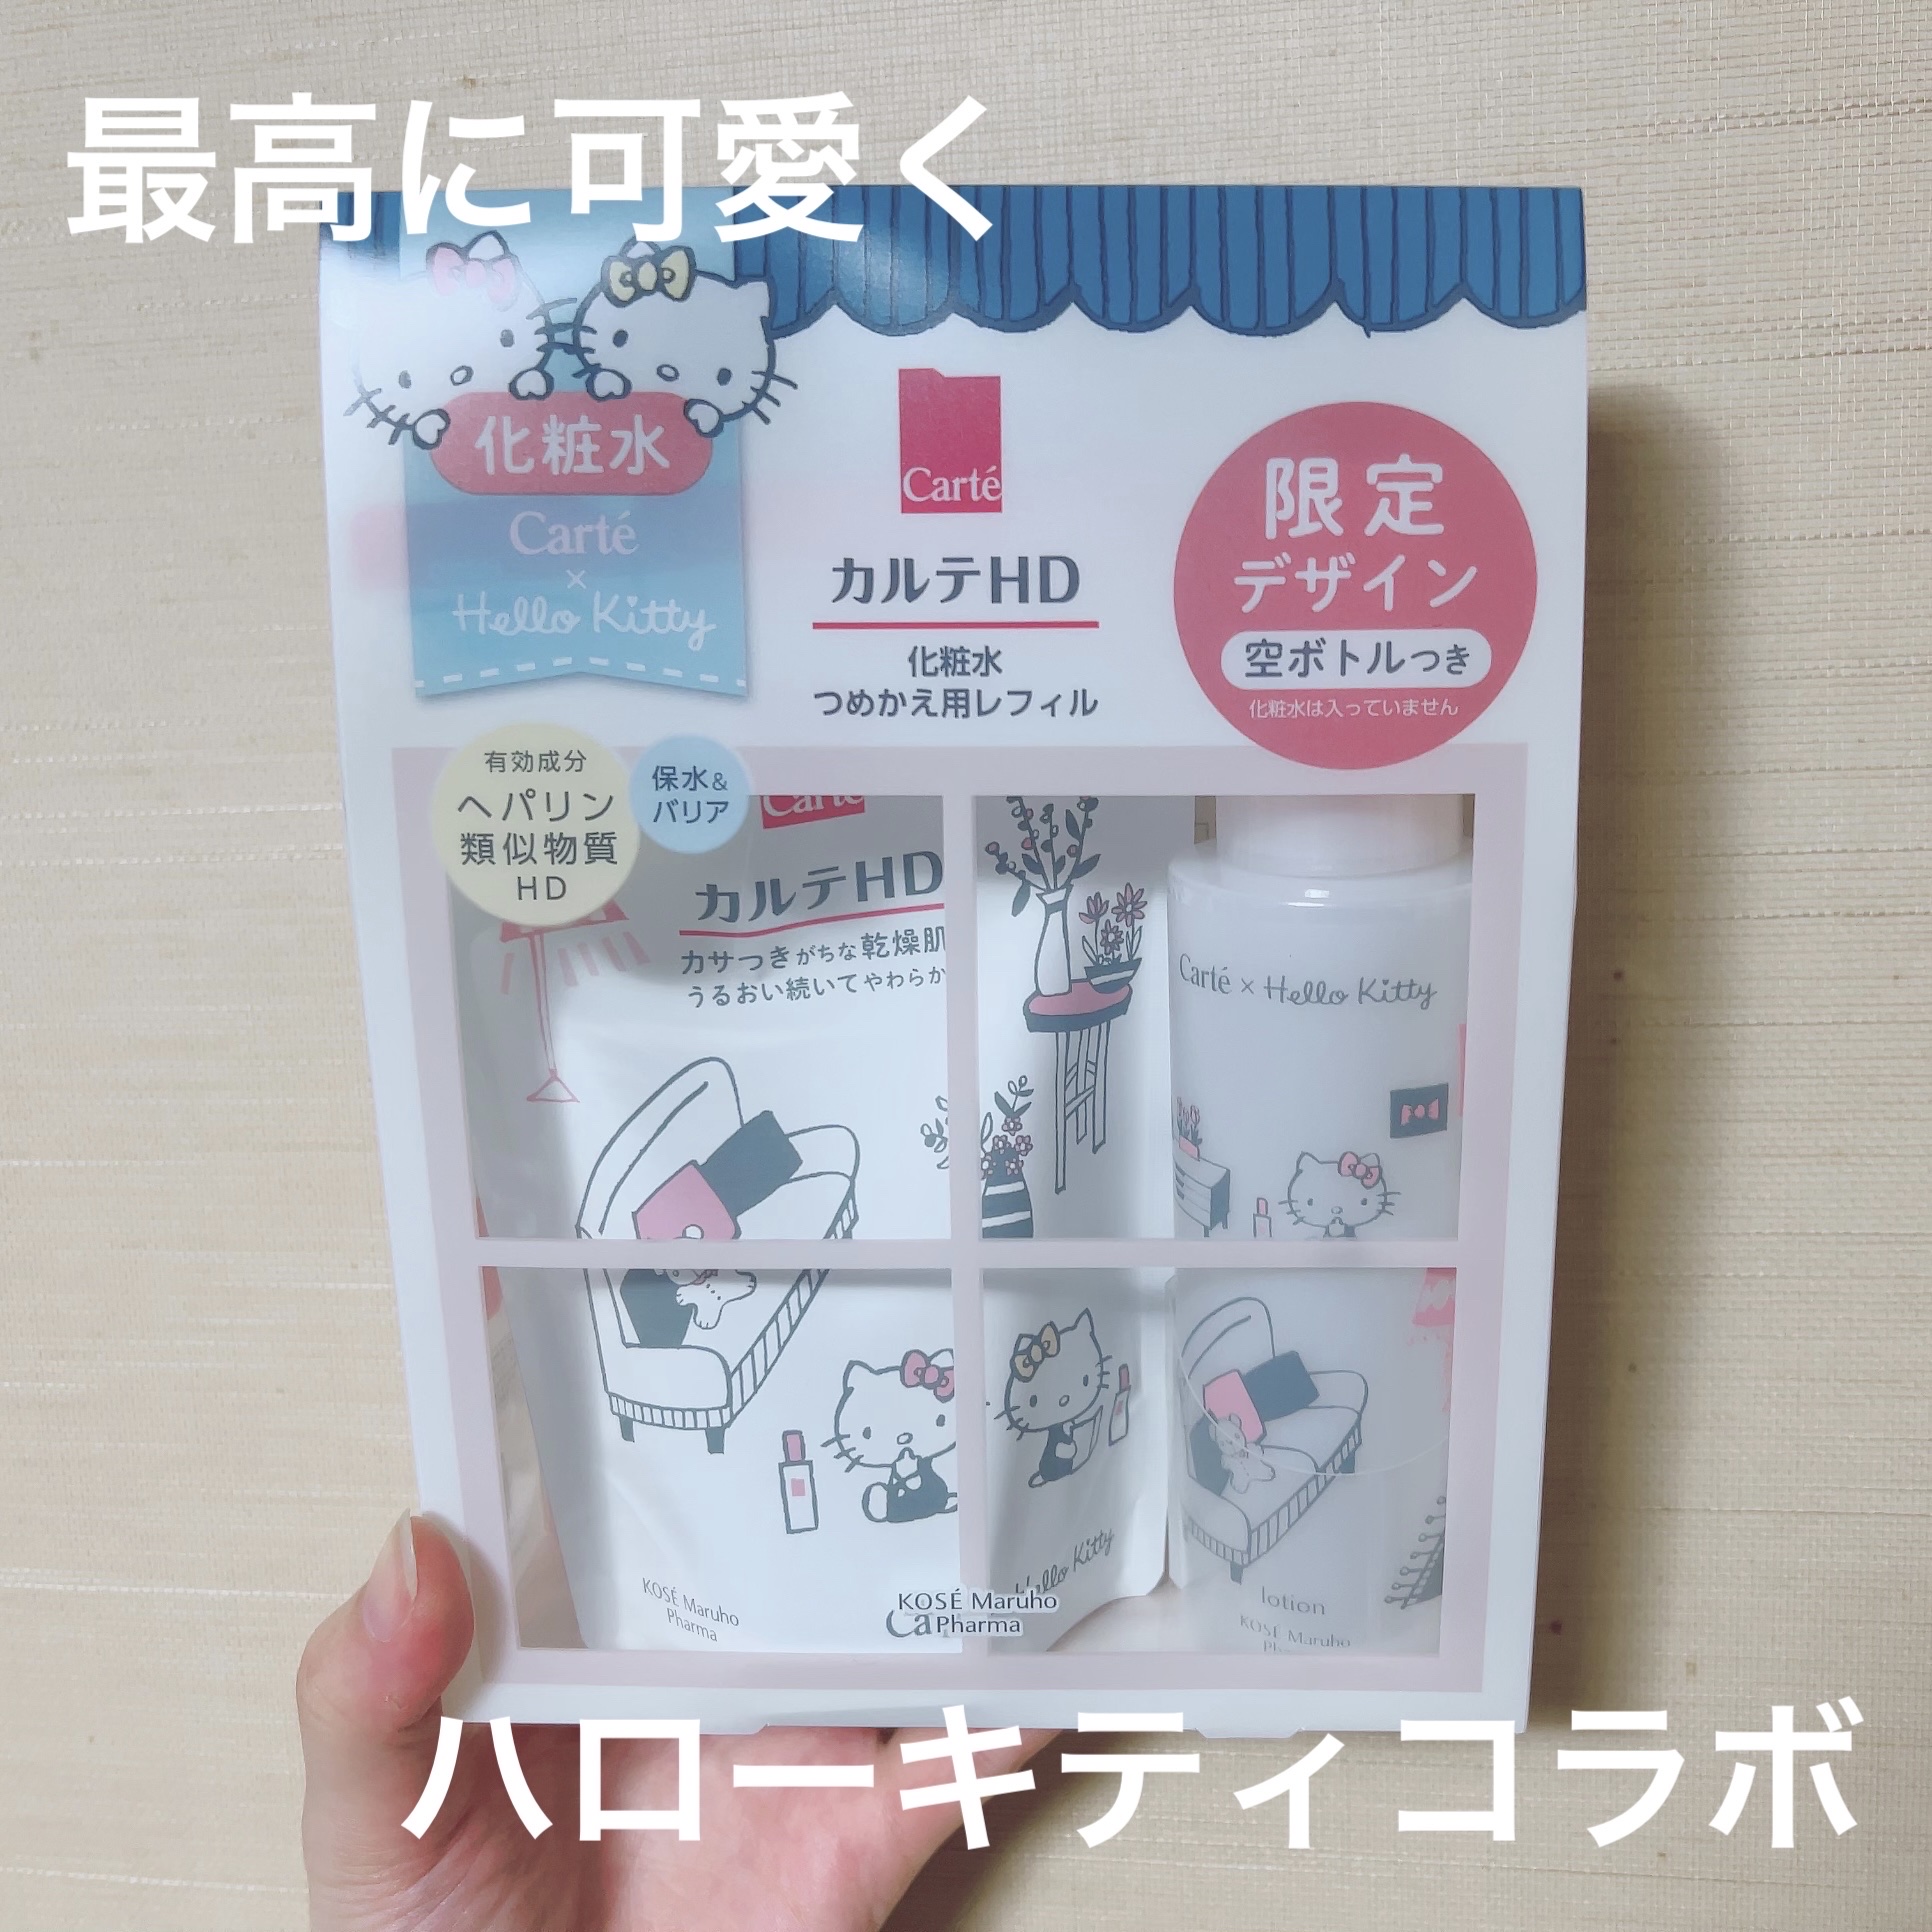 最高に可愛く
化粧水
Carté
×
Hello Kitty
Carté
カルテHD
化粧水
つめかえ用レフィル
限定
デザイン
空ボトルつき
化粧水は入っていません
有効成分
ヘパリン
類似物質
HD
保水&
バリア
Carté
カルテHD
カサつきがちな乾燥肌
うるおい続いてやわらか
Carté × Hello Kitty
KOSÉ Maruho
Pharma
Hello Kitty
KOSÉ Maruho
Pharma
Ca
lotion
KOSÉ Maruho
Ph
ハローキティコラボ